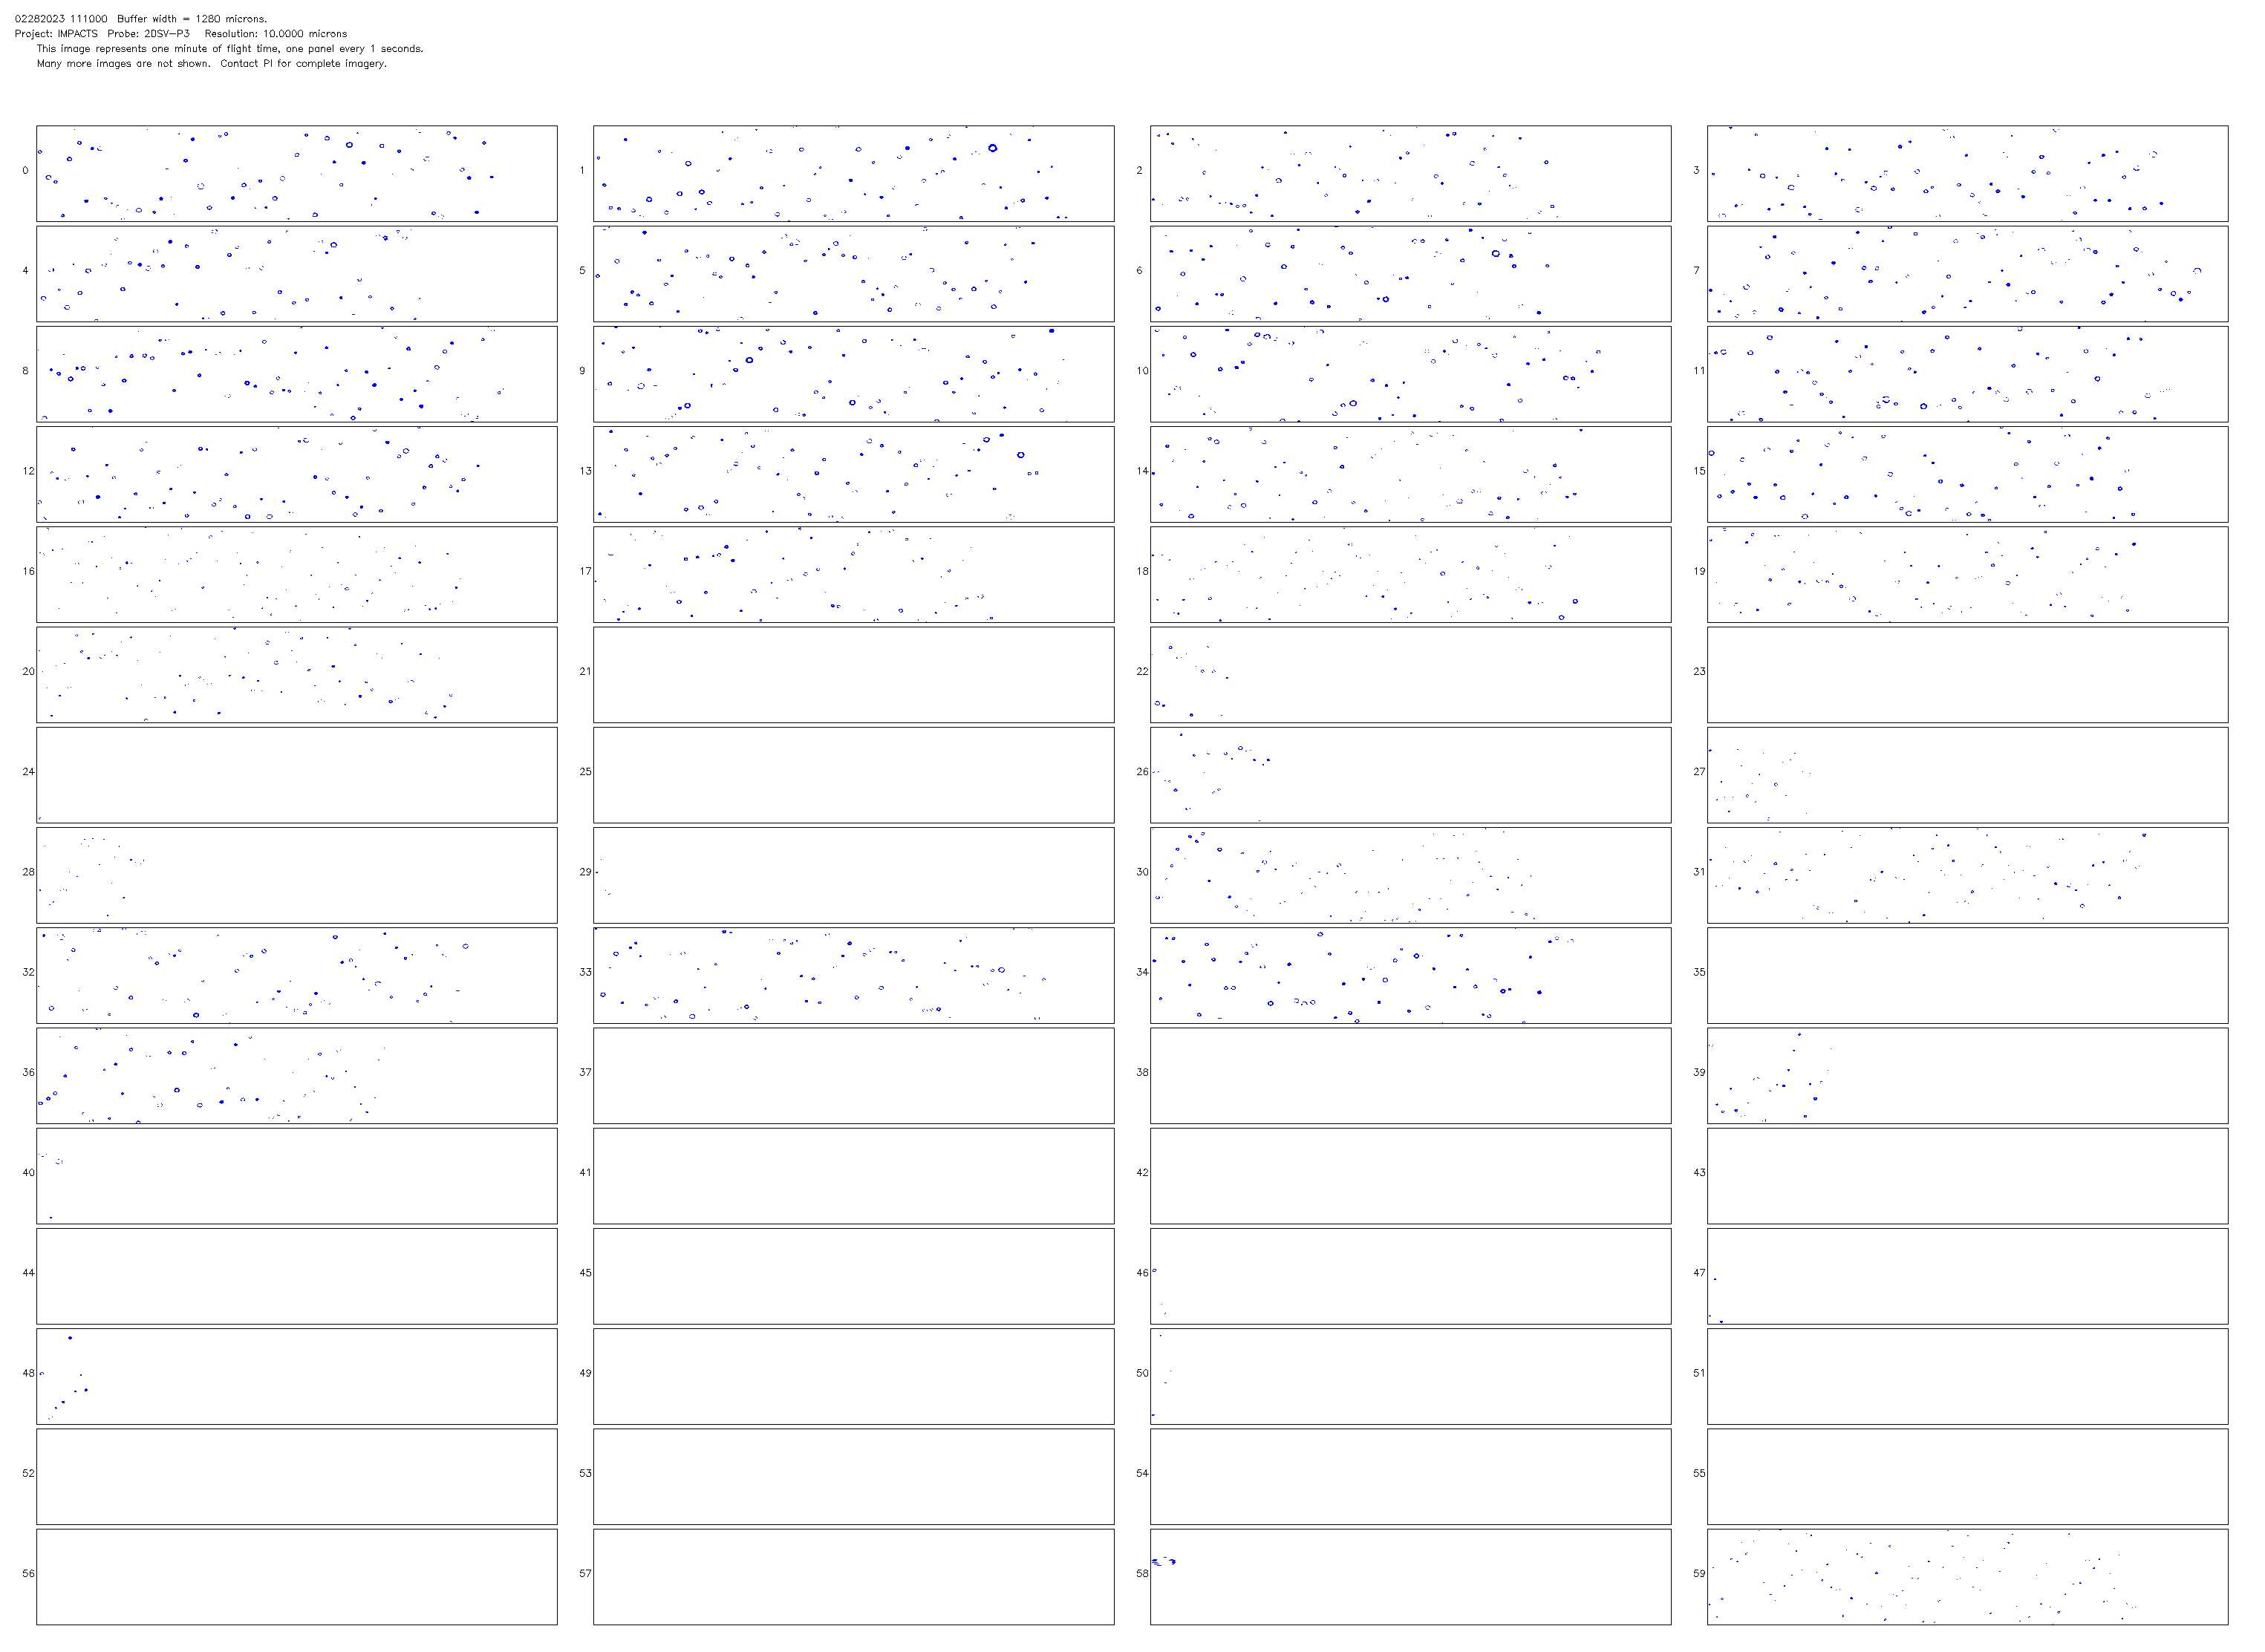 02282023 111000  Buffer width = 1280 microns.
Project: IMPACTS  Probe: 2DSV-P3  Resolution: 10.0000 microns
This image represents one minute of flight time, one panel every 1 seconds.
Many more images are not shown.  Contact PI for complete imagery.
0 1 2 3
4 5 6 7
8 9 10 11
12 13 14 15
16 17 18 19
20 21 22 23
24 25 26 27
28 29 30 31
32 33 34 35
36 37 38 39
40 41 42 43
44 45 46 47
48 49 50 51
52 53 54 55
56 57 58 59